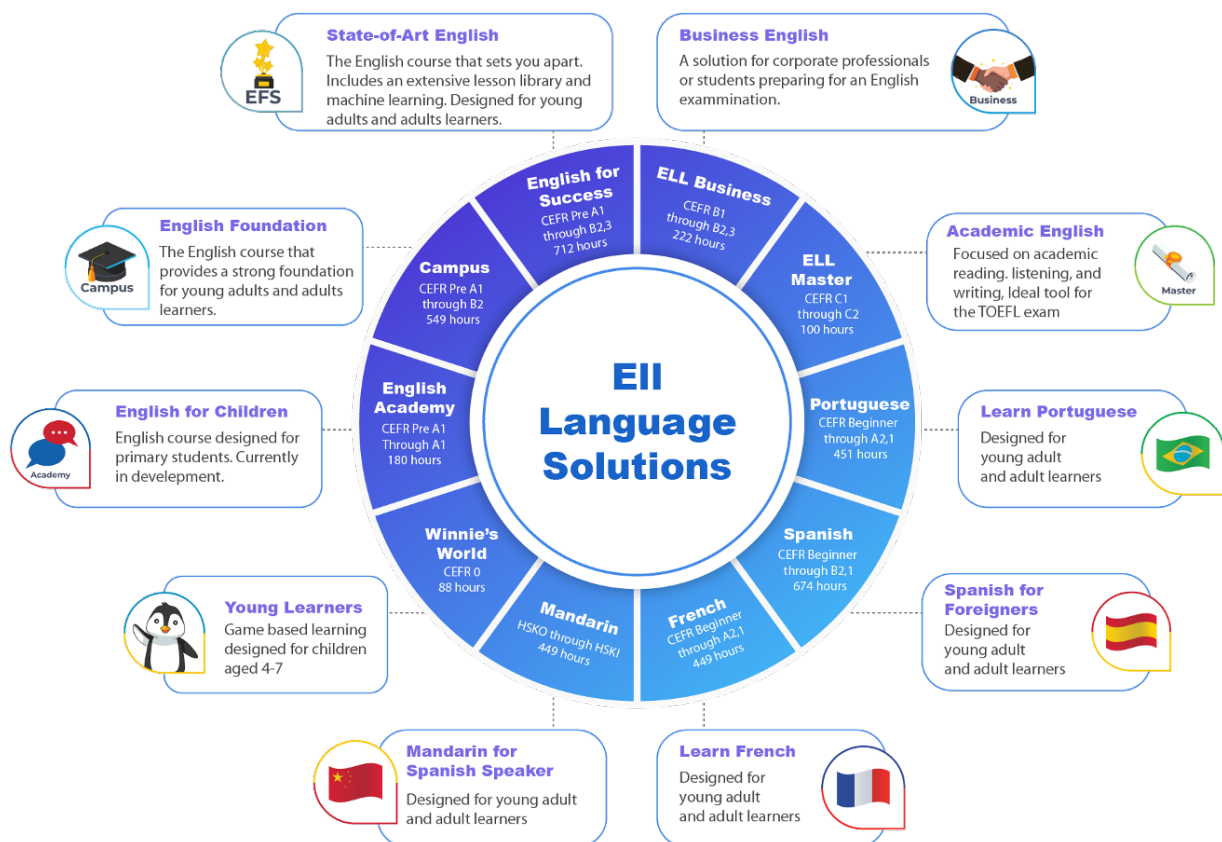 State-of-Art English
The English course that sets you apart.
Includes an extensive lesson library and
machine learning. Designed for young
adults and adults learners.
EFS
Business English
A solution for corporate professionals
or students preparing for an English
exammination.
Business
English Foundation
The English course that
provides a strong foundation
for young adults and adults
learners.
Campus
Academic English
Focused on academic
reading. listening, and
writing, Ideal tool for
the TOEFL exam
Master
English for Children
English course designed for
primary students. Currently
in develepment.
Academy
Learn Portuguese
Designed for
young adult
and adult learners
Young Learners
Game based learning
designed for children
aged 4-7
Spanish for
Foreigners
Designed for
young adult
and adult learners
Mandarin for
Spanish Speaker
Designed for young adult
and adult learners
Learn French
Designed for
young adult
and adult learners
English for
Success
CEFR Pre A1
through B2,3
712 hours
ELL Business
CEFR B1
through B2,3
222 hours
ELL
Master
CEFR C1
through C2
100 hours
Portuguese
CEFR Beginner
through A2,1
451 hours
Spanish
CEFR Beginner
through B2,1
674 hours
French
CEFR Beginner
through A2,1
449 hours
Mandarin
HSKO through HSKI
449 hours
Winnie's
World
CEFR 0
88 hours
English
Academy
CEFR Pre A1
Through A1
180 hours
Campus
CEFR Pre A1
through B2
549 hours
Ell
Language
Solutions